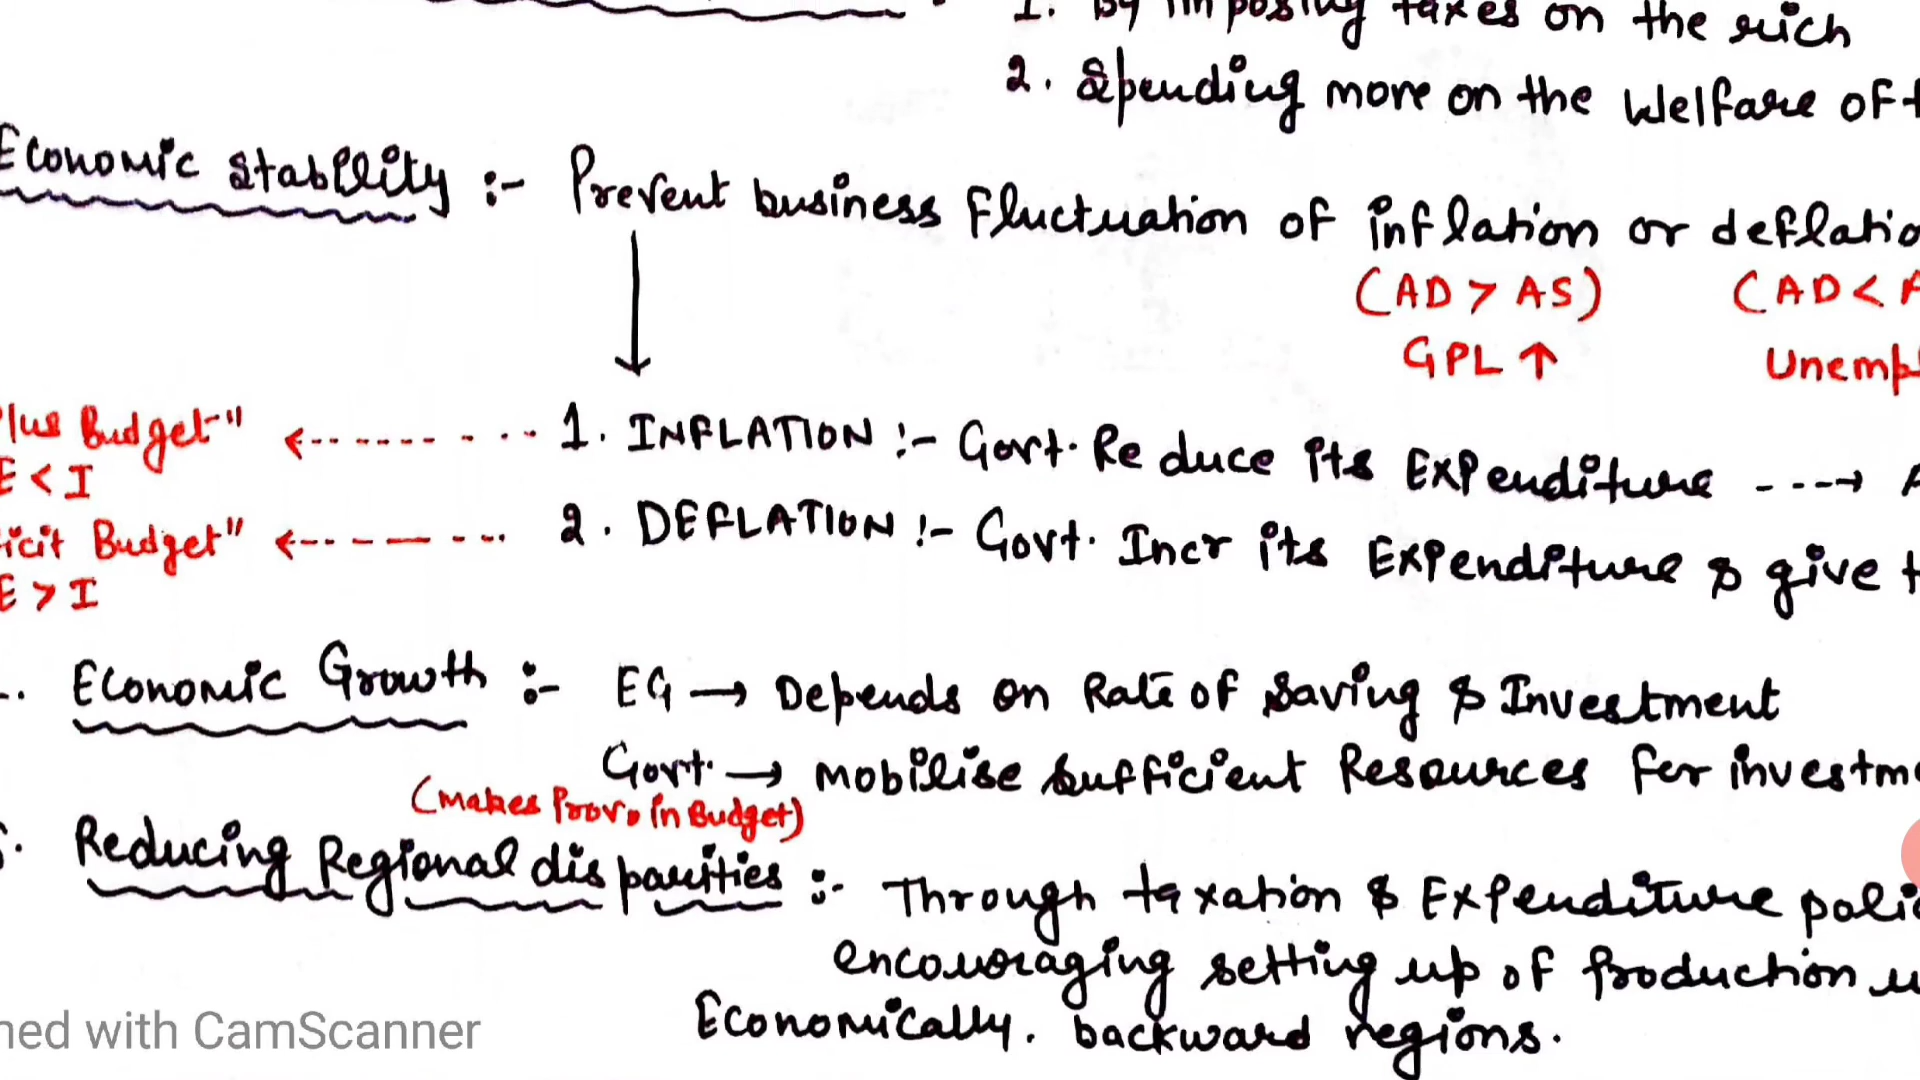 1. By imposing taxes on the rich
2. Spending more on the Welfare of
Economic stability :- Prevent business Fluctuation of inflation or deflatio
(AD > AS) (AD <
GPL ↑ Unemp
lus Budget" <------- 1. INFLATION :- Govt. Reduce its Expenditure ---->
E < I
icit Budget" <------- 2. DEFLATION :- Govt. Incr its Expenditure & give
E > I
Economic Growth :- EG → Depends on Rate of Saving & Investment
Govt. → mobilise sufficient Resources for investm
(makes Prov. in Budget)
Reducing Regional disparities :- Through taxation & Expenditure poli
encouraging setting up of production u
Economically. backward regions.
ned with CamScanner